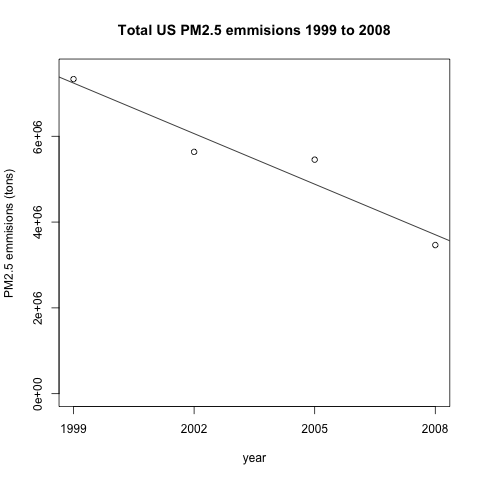 Total US PM2.5 emmisions 1999 to 2008
PM2.5 emmisions (tons)
6e+06
4e+06
2e+06
0e+00
1999 2002 2005 2008
year